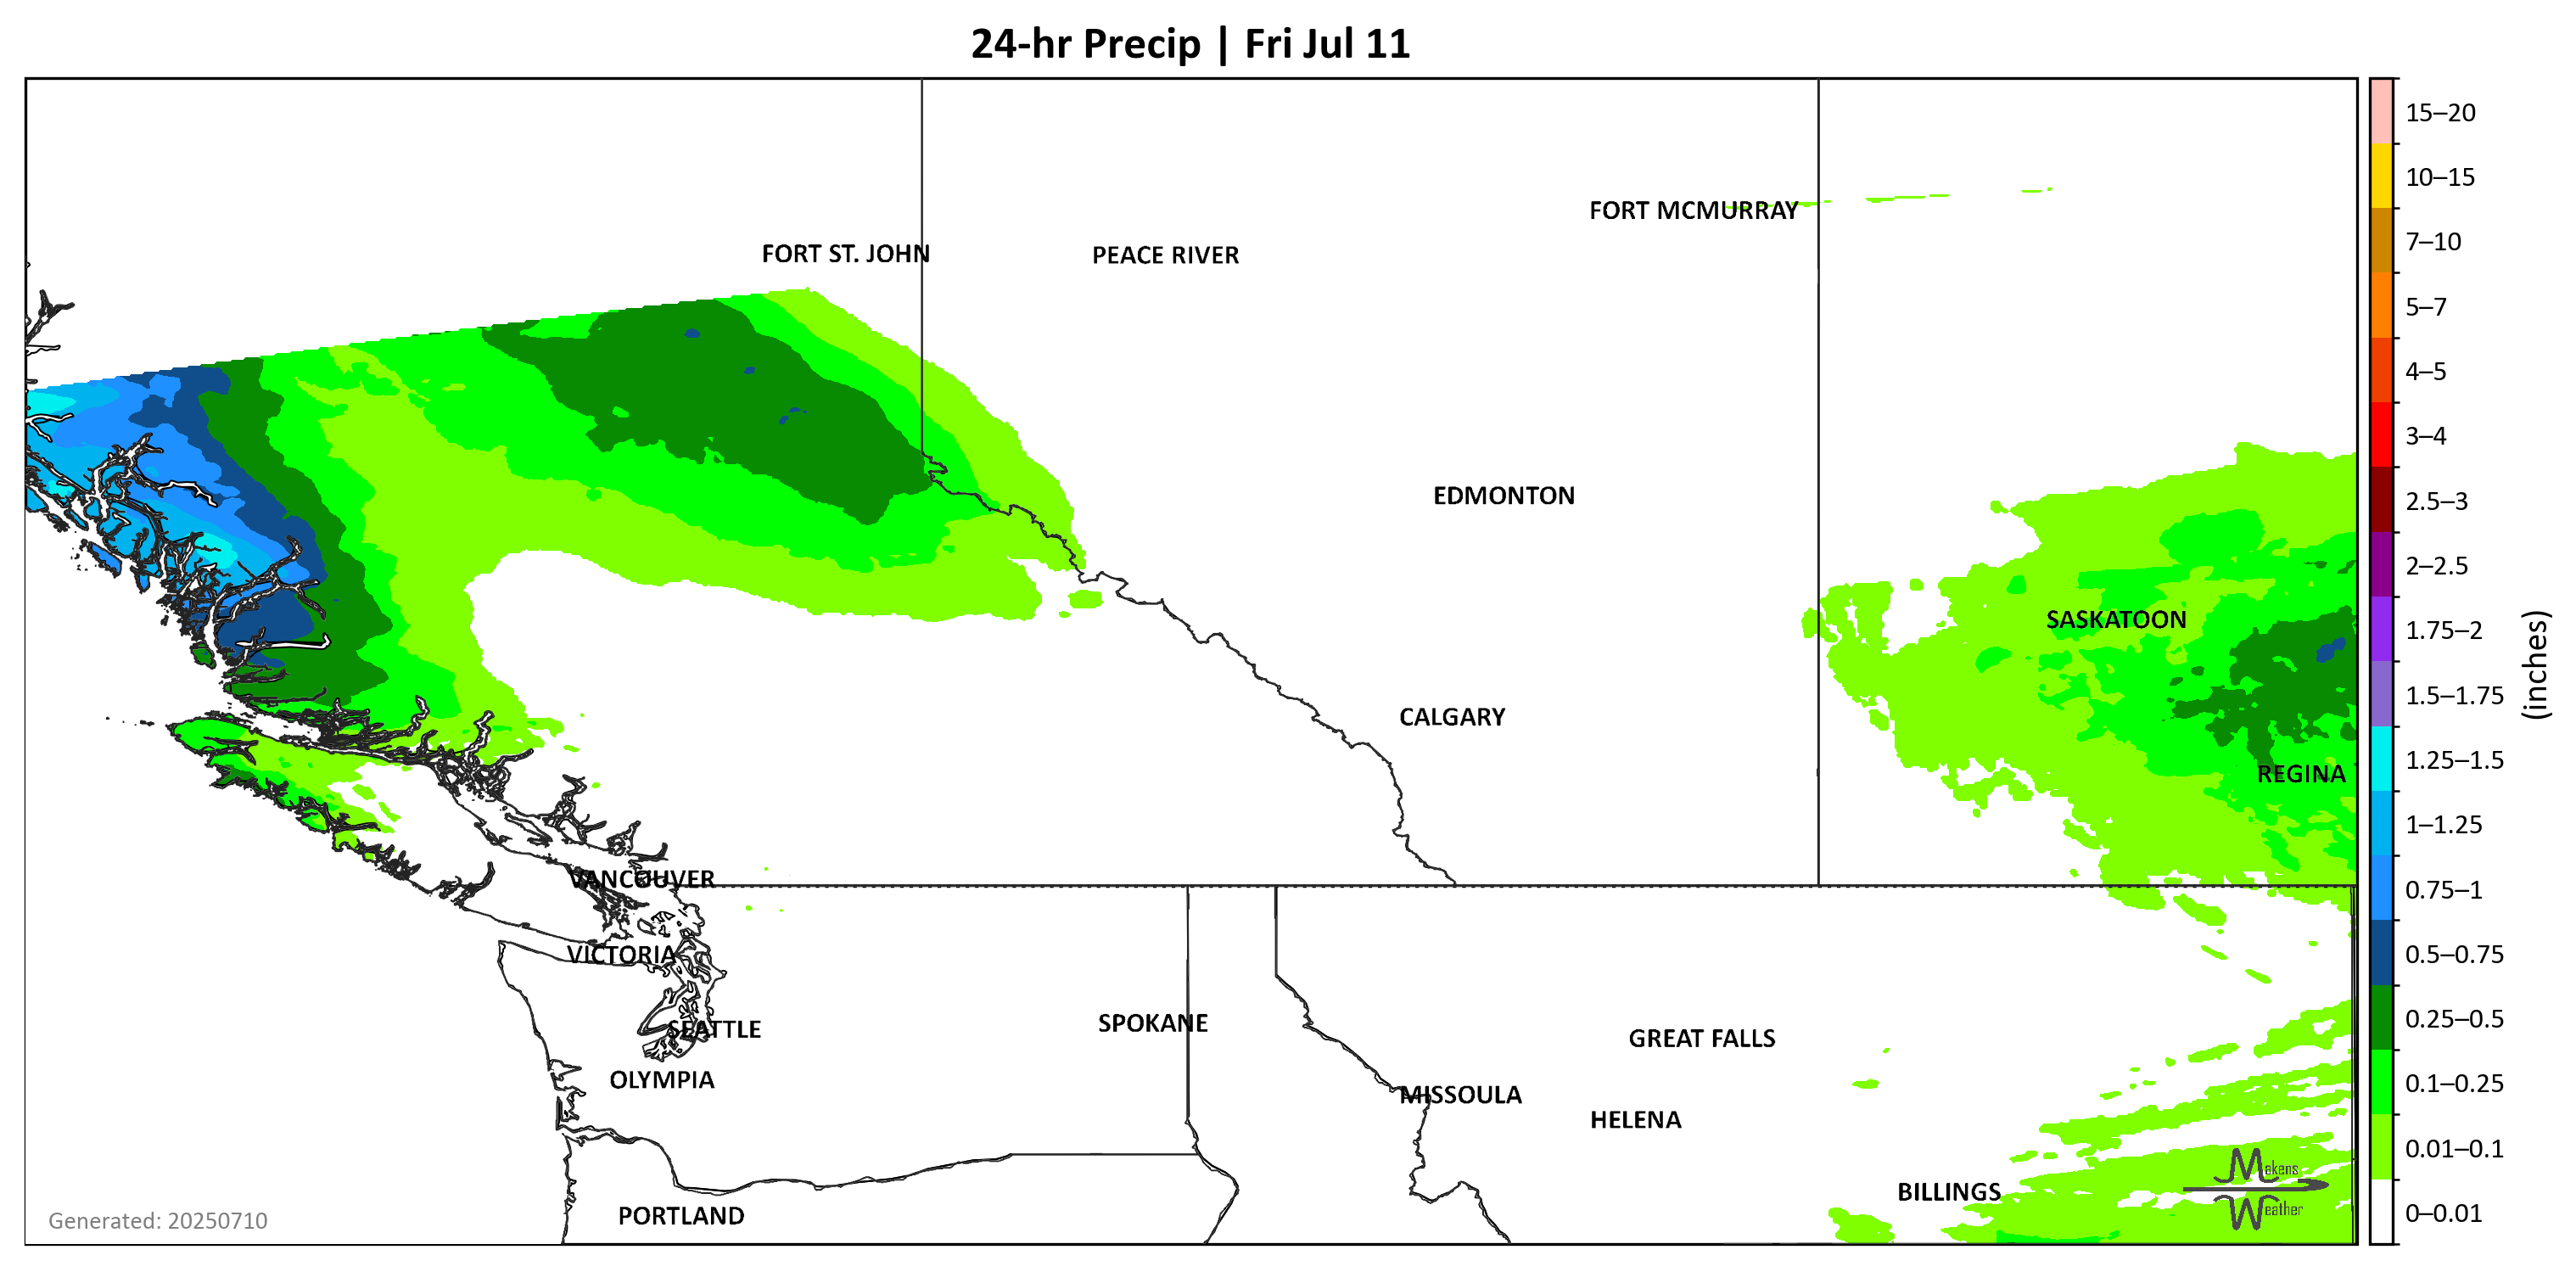 24-hr Precip | Fri Jul 11
15–20
10–15
7–10
5–7
4–5
3–4
2.5–3
2–2.5
1.75–2
1.5–1.75
1.25–1.5
1–1.25
0.75–1
0.5–0.75
0.25–0.5
0.1–0.25
0.01–0.1
0–0.01
(inches)
FORT MCMURRAY
FORT ST. JOHN
PEACE RIVER
EDMONTON
SASKATOON
CALGARY
REGINA
VANCOUVER
VICTORIA
SPOKANE
SEATTLE
GREAT FALLS
OLYMPIA
MISSOULA
HELENA
BILLINGS
PORTLAND
Makens
Weather
Generated: 20250710